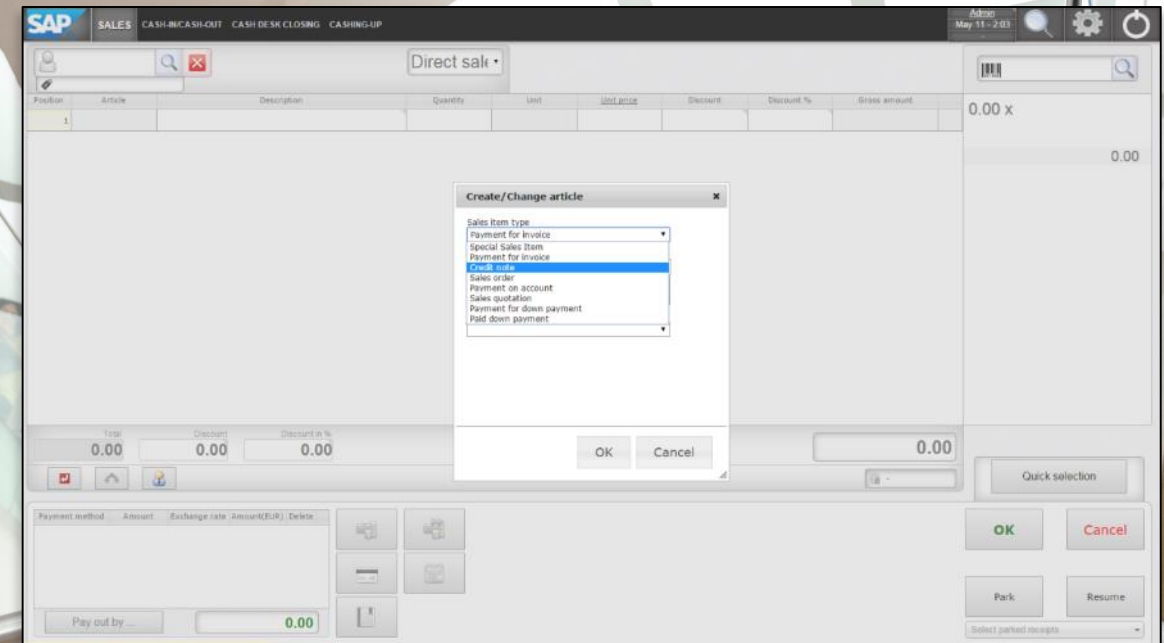 SAP SALES CASH-IN/CASH-OUT CASH DESK CLOSING CASHING-UP Admin
May 11 - 2:03
Direct sale
Position Article Description Quantity Unit Unit price Discount Discount % Gross amount
1
0.00 x
0.00
Create/Change article
Sales item type
Payment for invoice
Special Sales Item
Payment for invoice
Credit note
Sales order
Payment on account
Sales quotation
Payment for down payment
Paid down payment
OK Cancel
Total Discount Discount in %
0.00 0.00 0.00 0.00
Quick selection
Payment method Amount Exchange rate Amount(EUR) Delete
OK Cancel
Park Resume
Pay out by ... 0.00
Select parked receipts